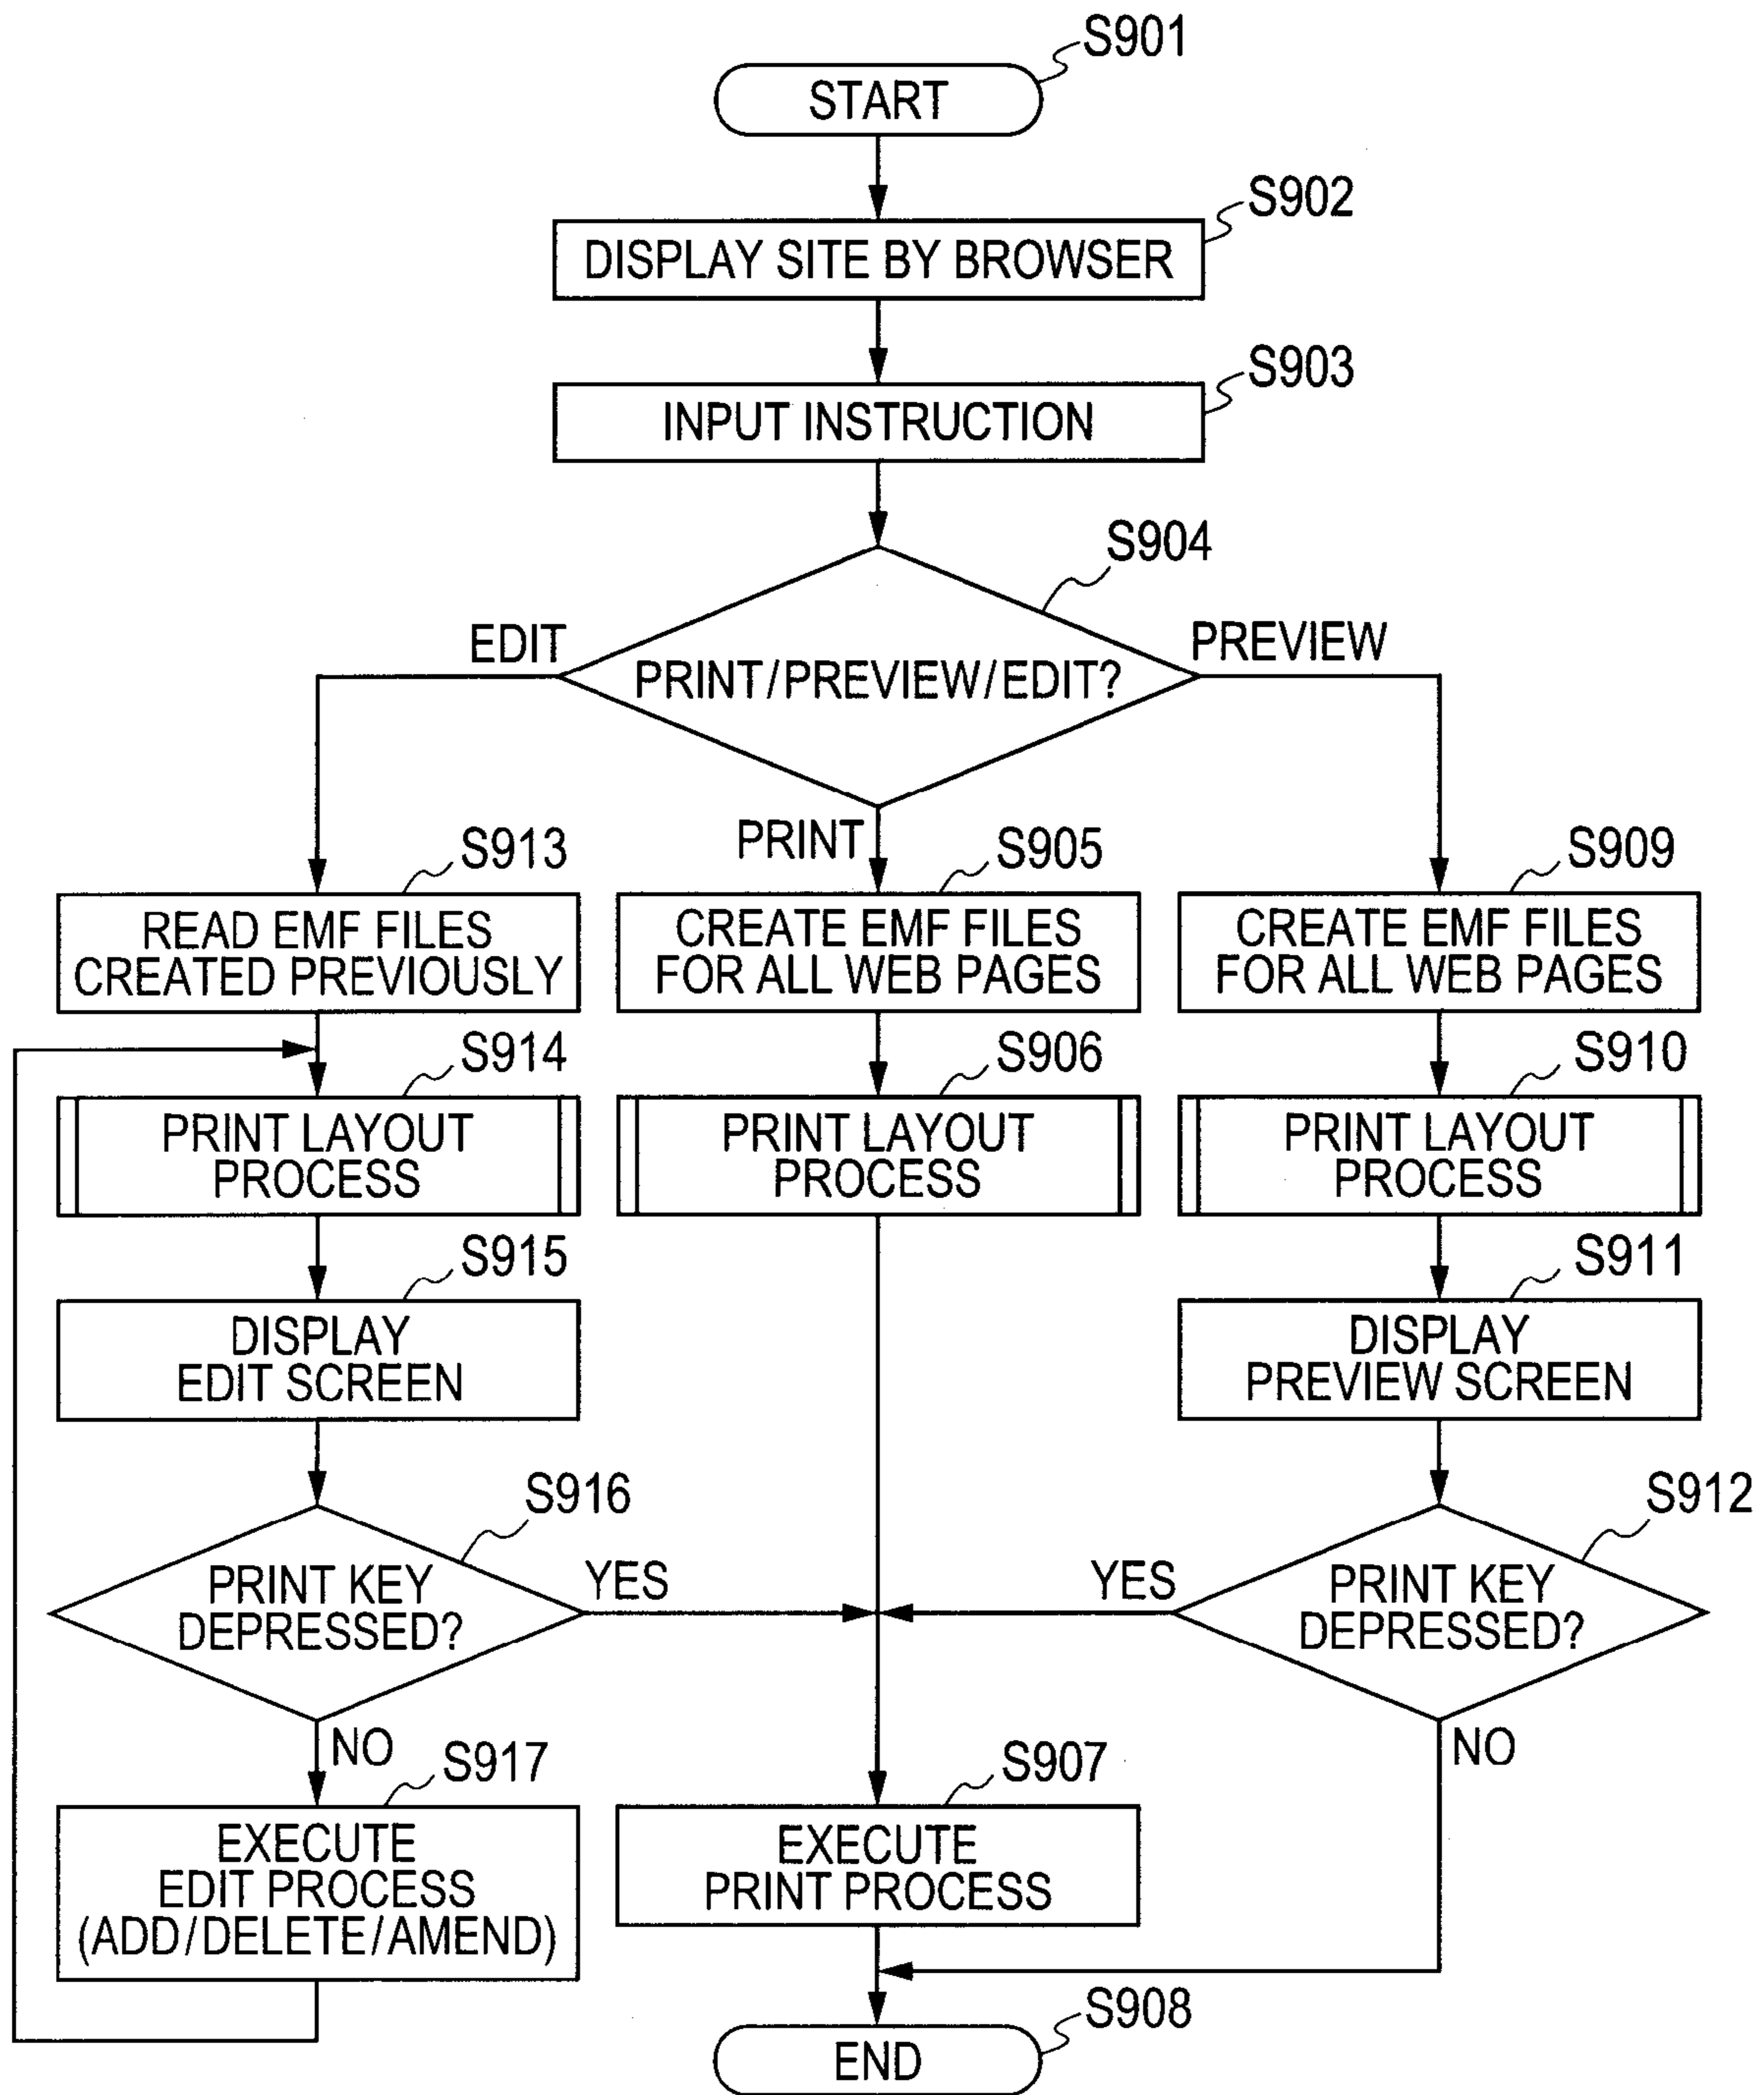 S901
START
S902
DISPLAY SITE BY BROWSER
S903
INPUT INSTRUCTION
S904
EDIT
PREVIEW
PRINT/PREVIEW/EDIT?
PRINT
S913
S905
S909
READ EMF FILES
CREATED PREVIOUSLY
CREATE EMF FILES
FOR ALL WEB PAGES
CREATE EMF FILES
FOR ALL WEB PAGES
S914
S906
S910
PRINT LAYOUT
PROCESS
PRINT LAYOUT
PROCESS
PRINT LAYOUT
PROCESS
S915
S911
DISPLAY
EDIT SCREEN
DISPLAY
PREVIEW SCREEN
S916
S912
PRINT KEY
DEPRESSED?
YES
YES
PRINT KEY
DEPRESSED?
NO
NO
S917
S907
EXECUTE
EDIT PROCESS
(ADD/DELETE/AMEND)
EXECUTE
PRINT PROCESS
S908
END